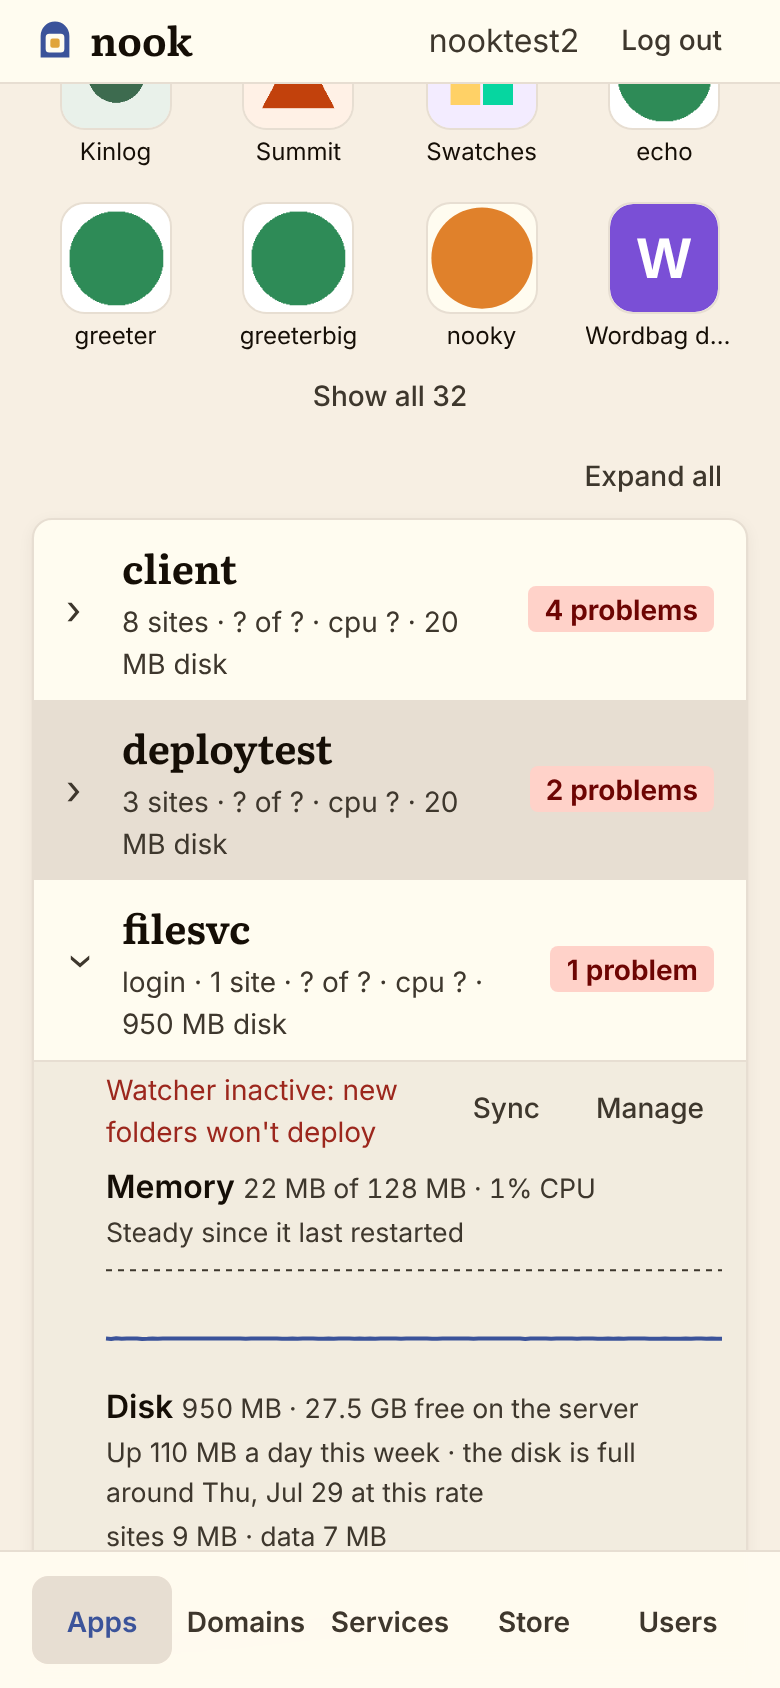 nook
nooktest2
Log out
Kinlog
Summit
Swatches
echo
W
greeter
greeterbig
nooky
Wordbag d...
Show all 32
Expand all
client
8 sites · ? of ? · cpu ? · 20
MB disk
4 problems
deploytest
3 sites · ? of ? · cpu ? · 20
MB disk
2 problems
filesvc
login · 1 site · ? of ? · cpu ? ·
950 MB disk
1 problem
Watcher inactive: new
folders won't deploy
Sync
Manage
Memory 22 MB of 128 MB · 1% CPU
Steady since it last restarted
Disk 950 MB · 27.5 GB free on the server
Up 110 MB a day this week · the disk is full
around Thu, Jul 29 at this rate
sites 9 MB · data 7 MB
Apps
Domains
Services
Store
Users